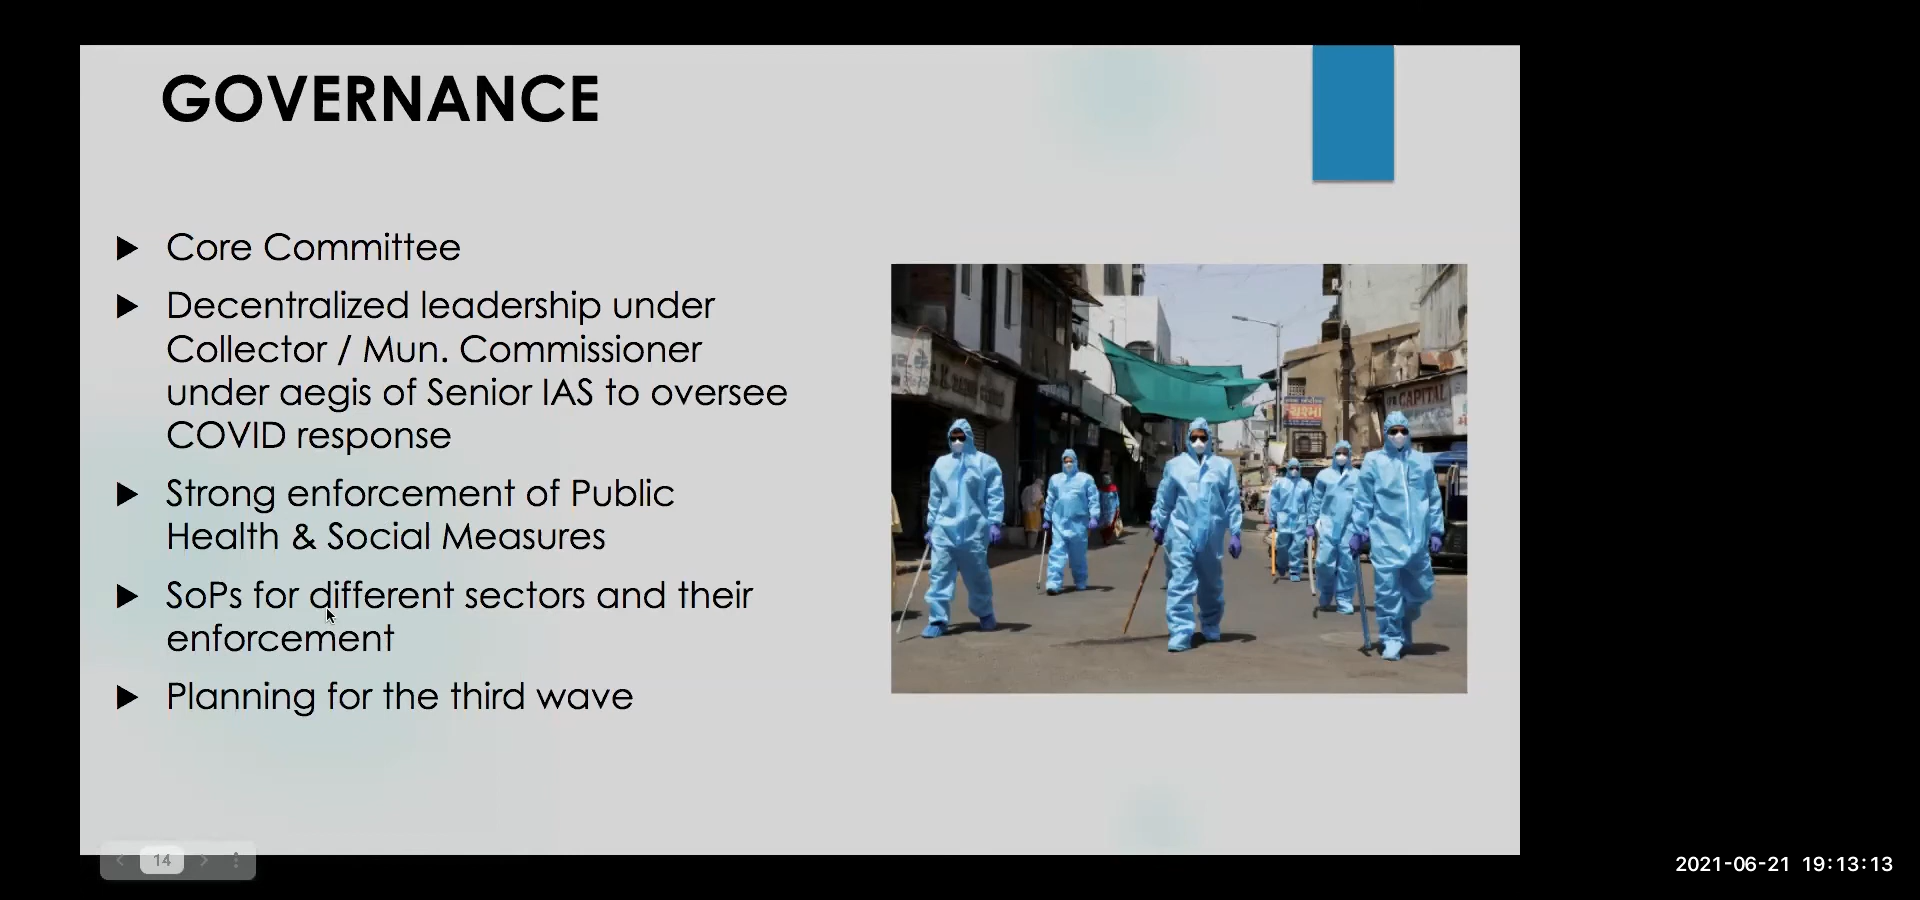 GOVERNANCE
Core Committee
Decentralized leadership under
Collector / Mun. Commissioner
under aegis of Senior IAS to oversee
COVID response
Strong enforcement of Public
Health & Social Measures
SoPs for different sectors and their
enforcement
Planning for the third wave
CAPITAL
ચશ્મા
14
2021-06-21 19:13:13